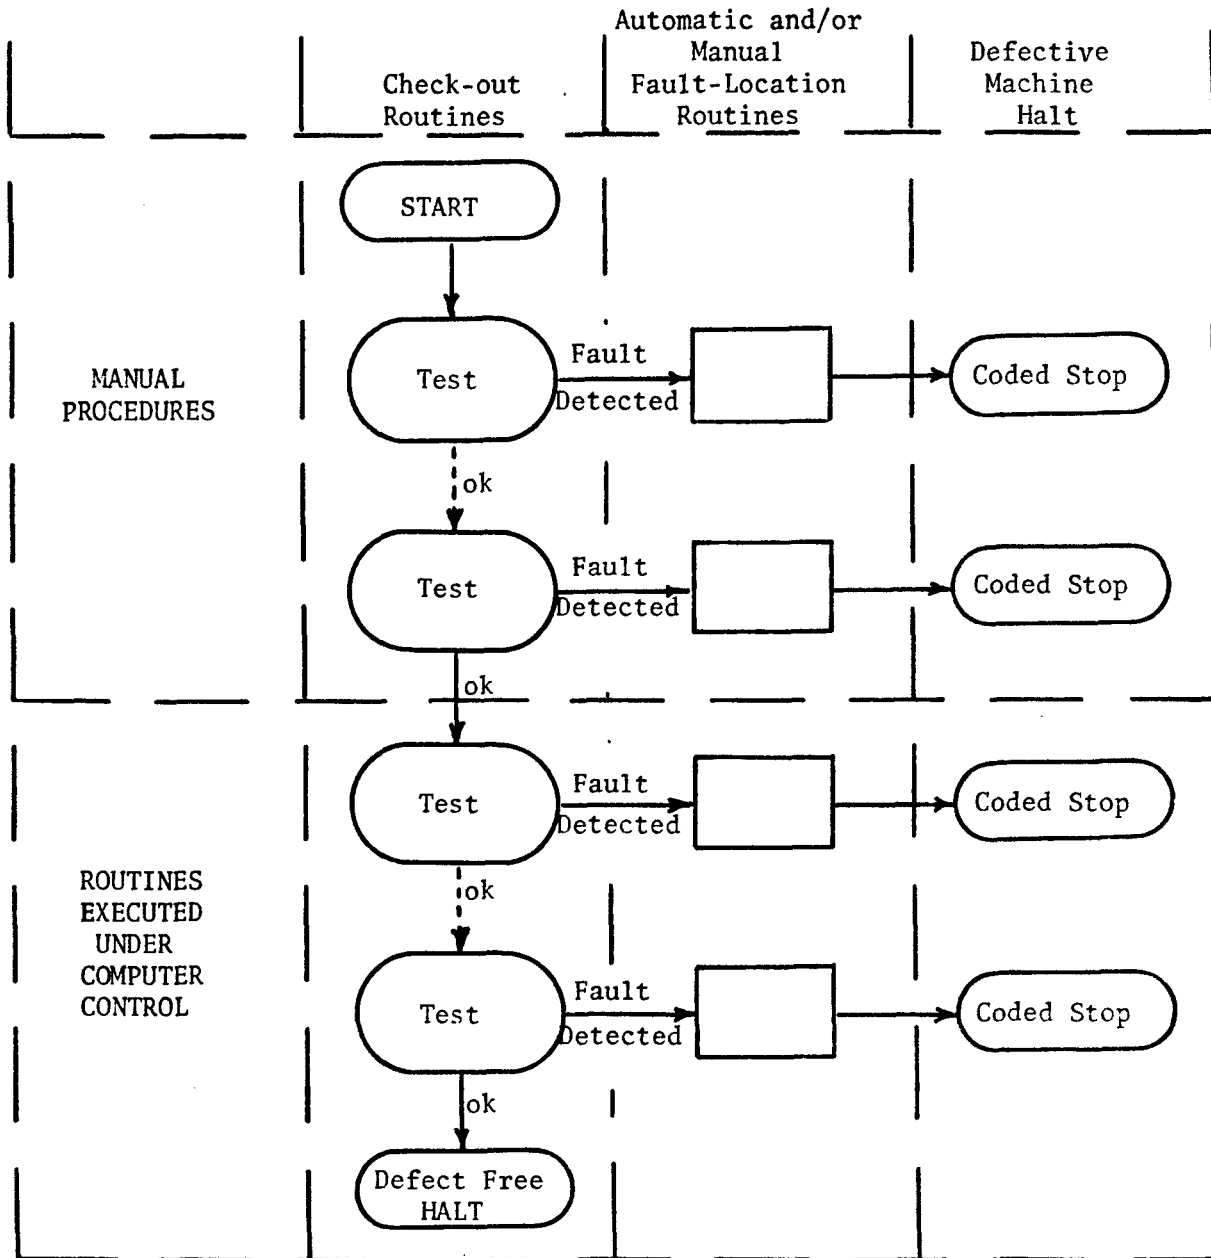 Automatic and/or
Manual
Fault-Location
Routines
Check-out
Routines
Defective
Machine
Halt
START
MANUAL
PROCEDURES
Test
Fault
Detected
Coded Stop
ok
Test
Fault
Detected
Coded Stop
ok
ROUTINES
EXECUTED
UNDER
COMPUTER
CONTROL
Test
Fault
Detected
Coded Stop
ok
Test
Fault
Detected
Coded Stop
ok
Defect Free
HALT